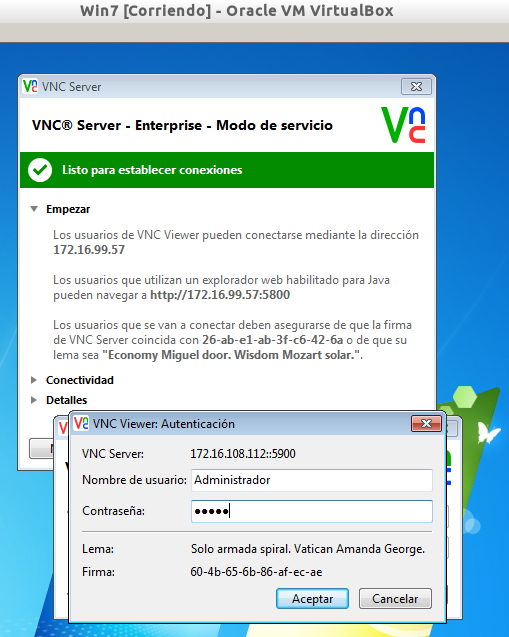 Win7 [Corriendo] - Oracle VM VirtualBox
VNC Server
VNC® Server - Enterprise - Modo de servicio
Listo para establecer conexiones
Empezar
Los usuarios de VNC Viewer pueden conectarse mediante la dirección
172.16.99.57
Los usuarios que utilizan un explorador web habilitado para Java
pueden navegar a http://172.16.99.57:5800
Los usuarios que se van a conectar deben asegurarse de que la firma
de VNC Server coincida con 26-ab-e1-ab-3f-c6-42-6a o de que su
lema sea "Economy Miguel door. Wisdom Mozart solar.".
Conectividad
Detalles
VNC Viewer: Autenticación
VNC Server: 172.16.108.112::5900
Nombre de usuario: Administrador
Contraseña: •••••
Lema: Solo armada spiral. Vatican Amanda George.
Firma: 60-4b-65-6b-86-af-ec-ae
Aceptar Cancelar